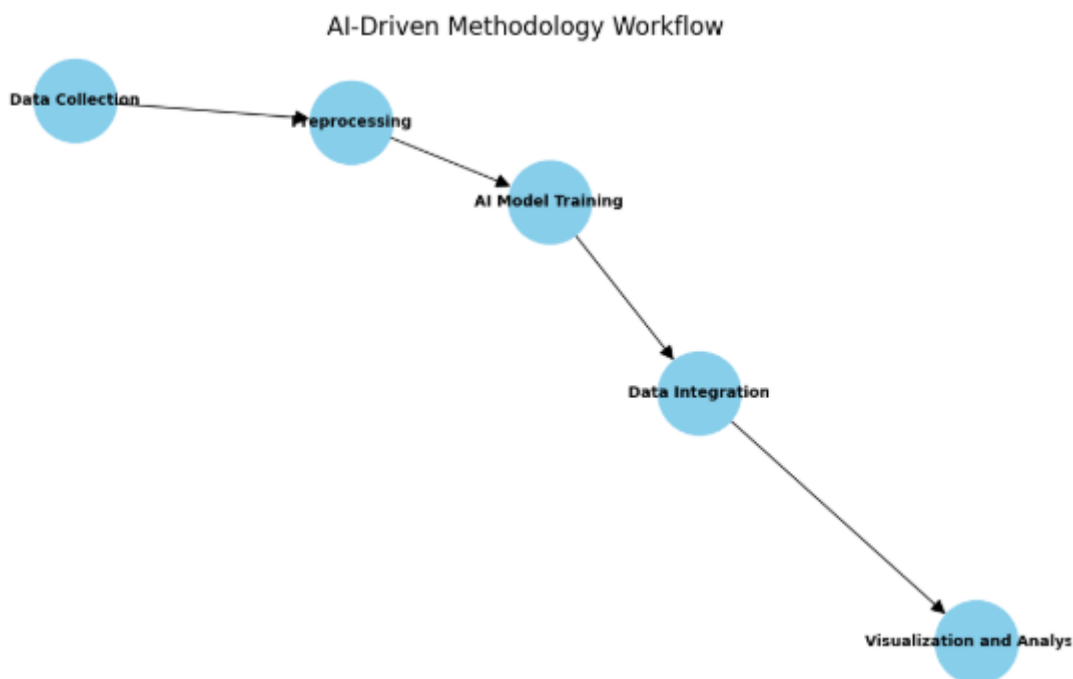 AI-Driven Methodology Workflow
Data Collection
Preprocessing
AI Model Training
Data Integration
Visualization and Analys